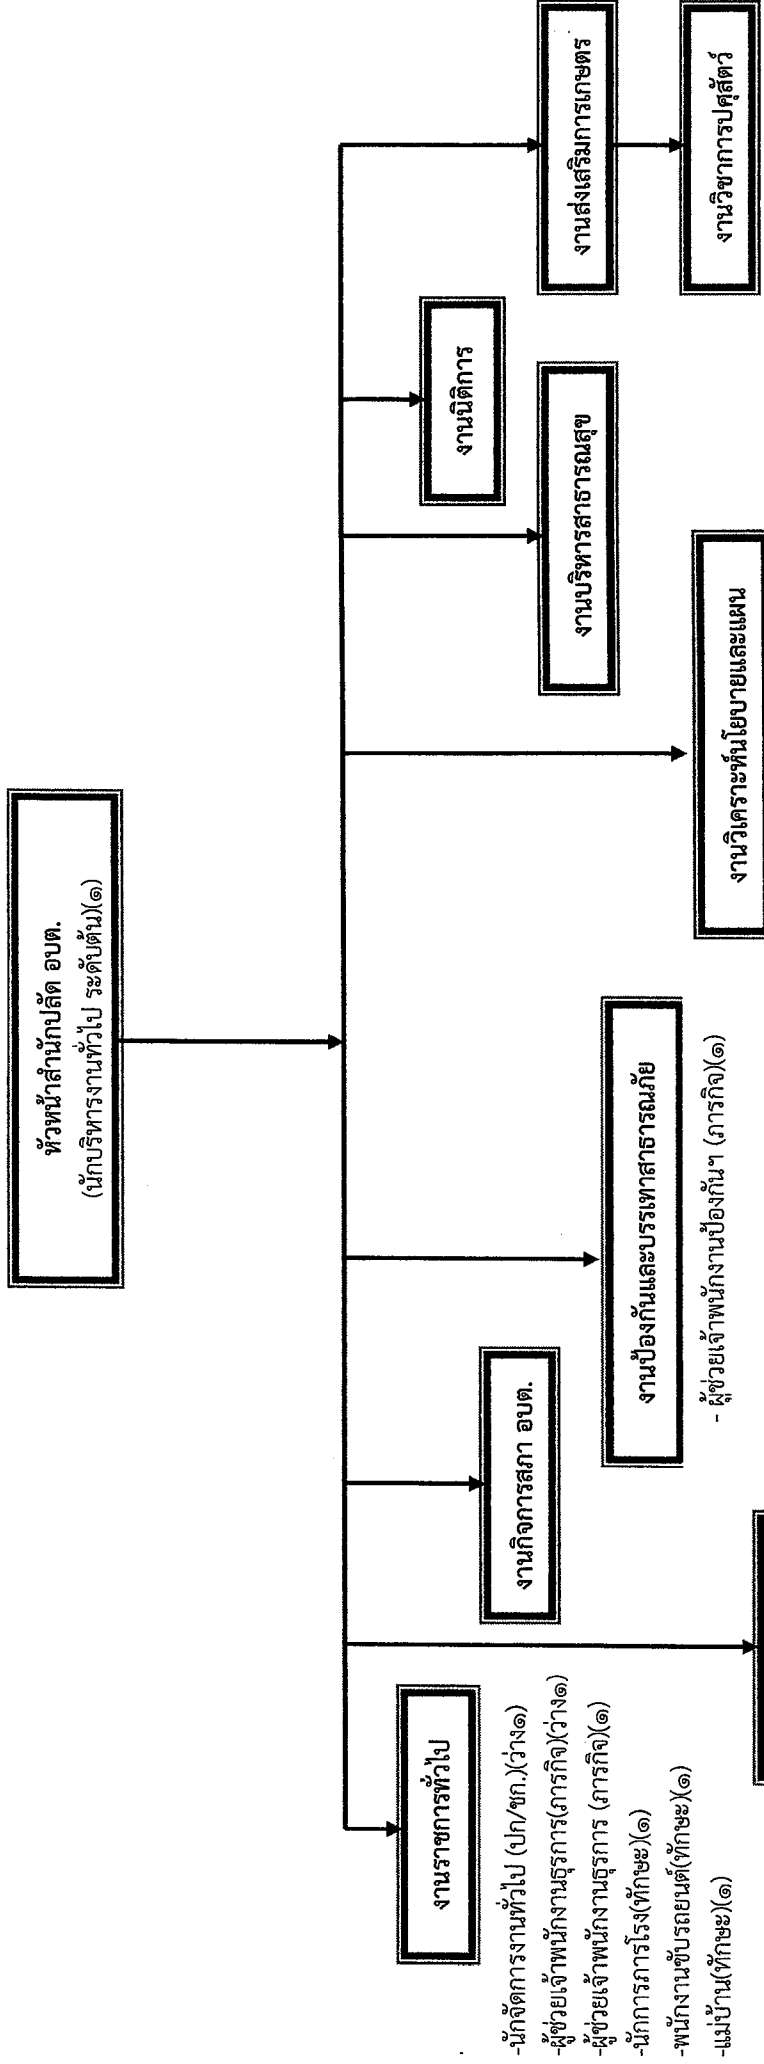 หัวหน้าสำนักปลัด อบต.
(นักบริหารงานทั่วไป ระดับต้น)(๑)
งานราชการทั่วไป
-นักจัดการงานทั่วไป (ปก/ชก.)(ว่าง๑)
-ผู้ช่วยเจ้าพนักงานธุรการ(ภารกิจ)(ว่าง๑)
-ผู้ช่วยเจ้าพนักงานธุรการ (ภารกิจ)(๑)
-นักการภารโรง(ทักษะ)(๑)
-พนักงานขับรถยนต์(ทักษะ)(๑)
-แม่บ้าน(ทักษะ)(๑)
งานกิจการสภา อบต.
งานป้องกันและบรรเทาสาธารณภัย
- ผู้ช่วยเจ้าพนักงานป้องกันฯ (ภารกิจ)(๑)
งานวิเคราะห์นโยบายและแผน
งานบริหารสาธารณสุข
งานนิติการ
งานส่งเสริมการเกษตร
งานวิชาการปศุสัตว์